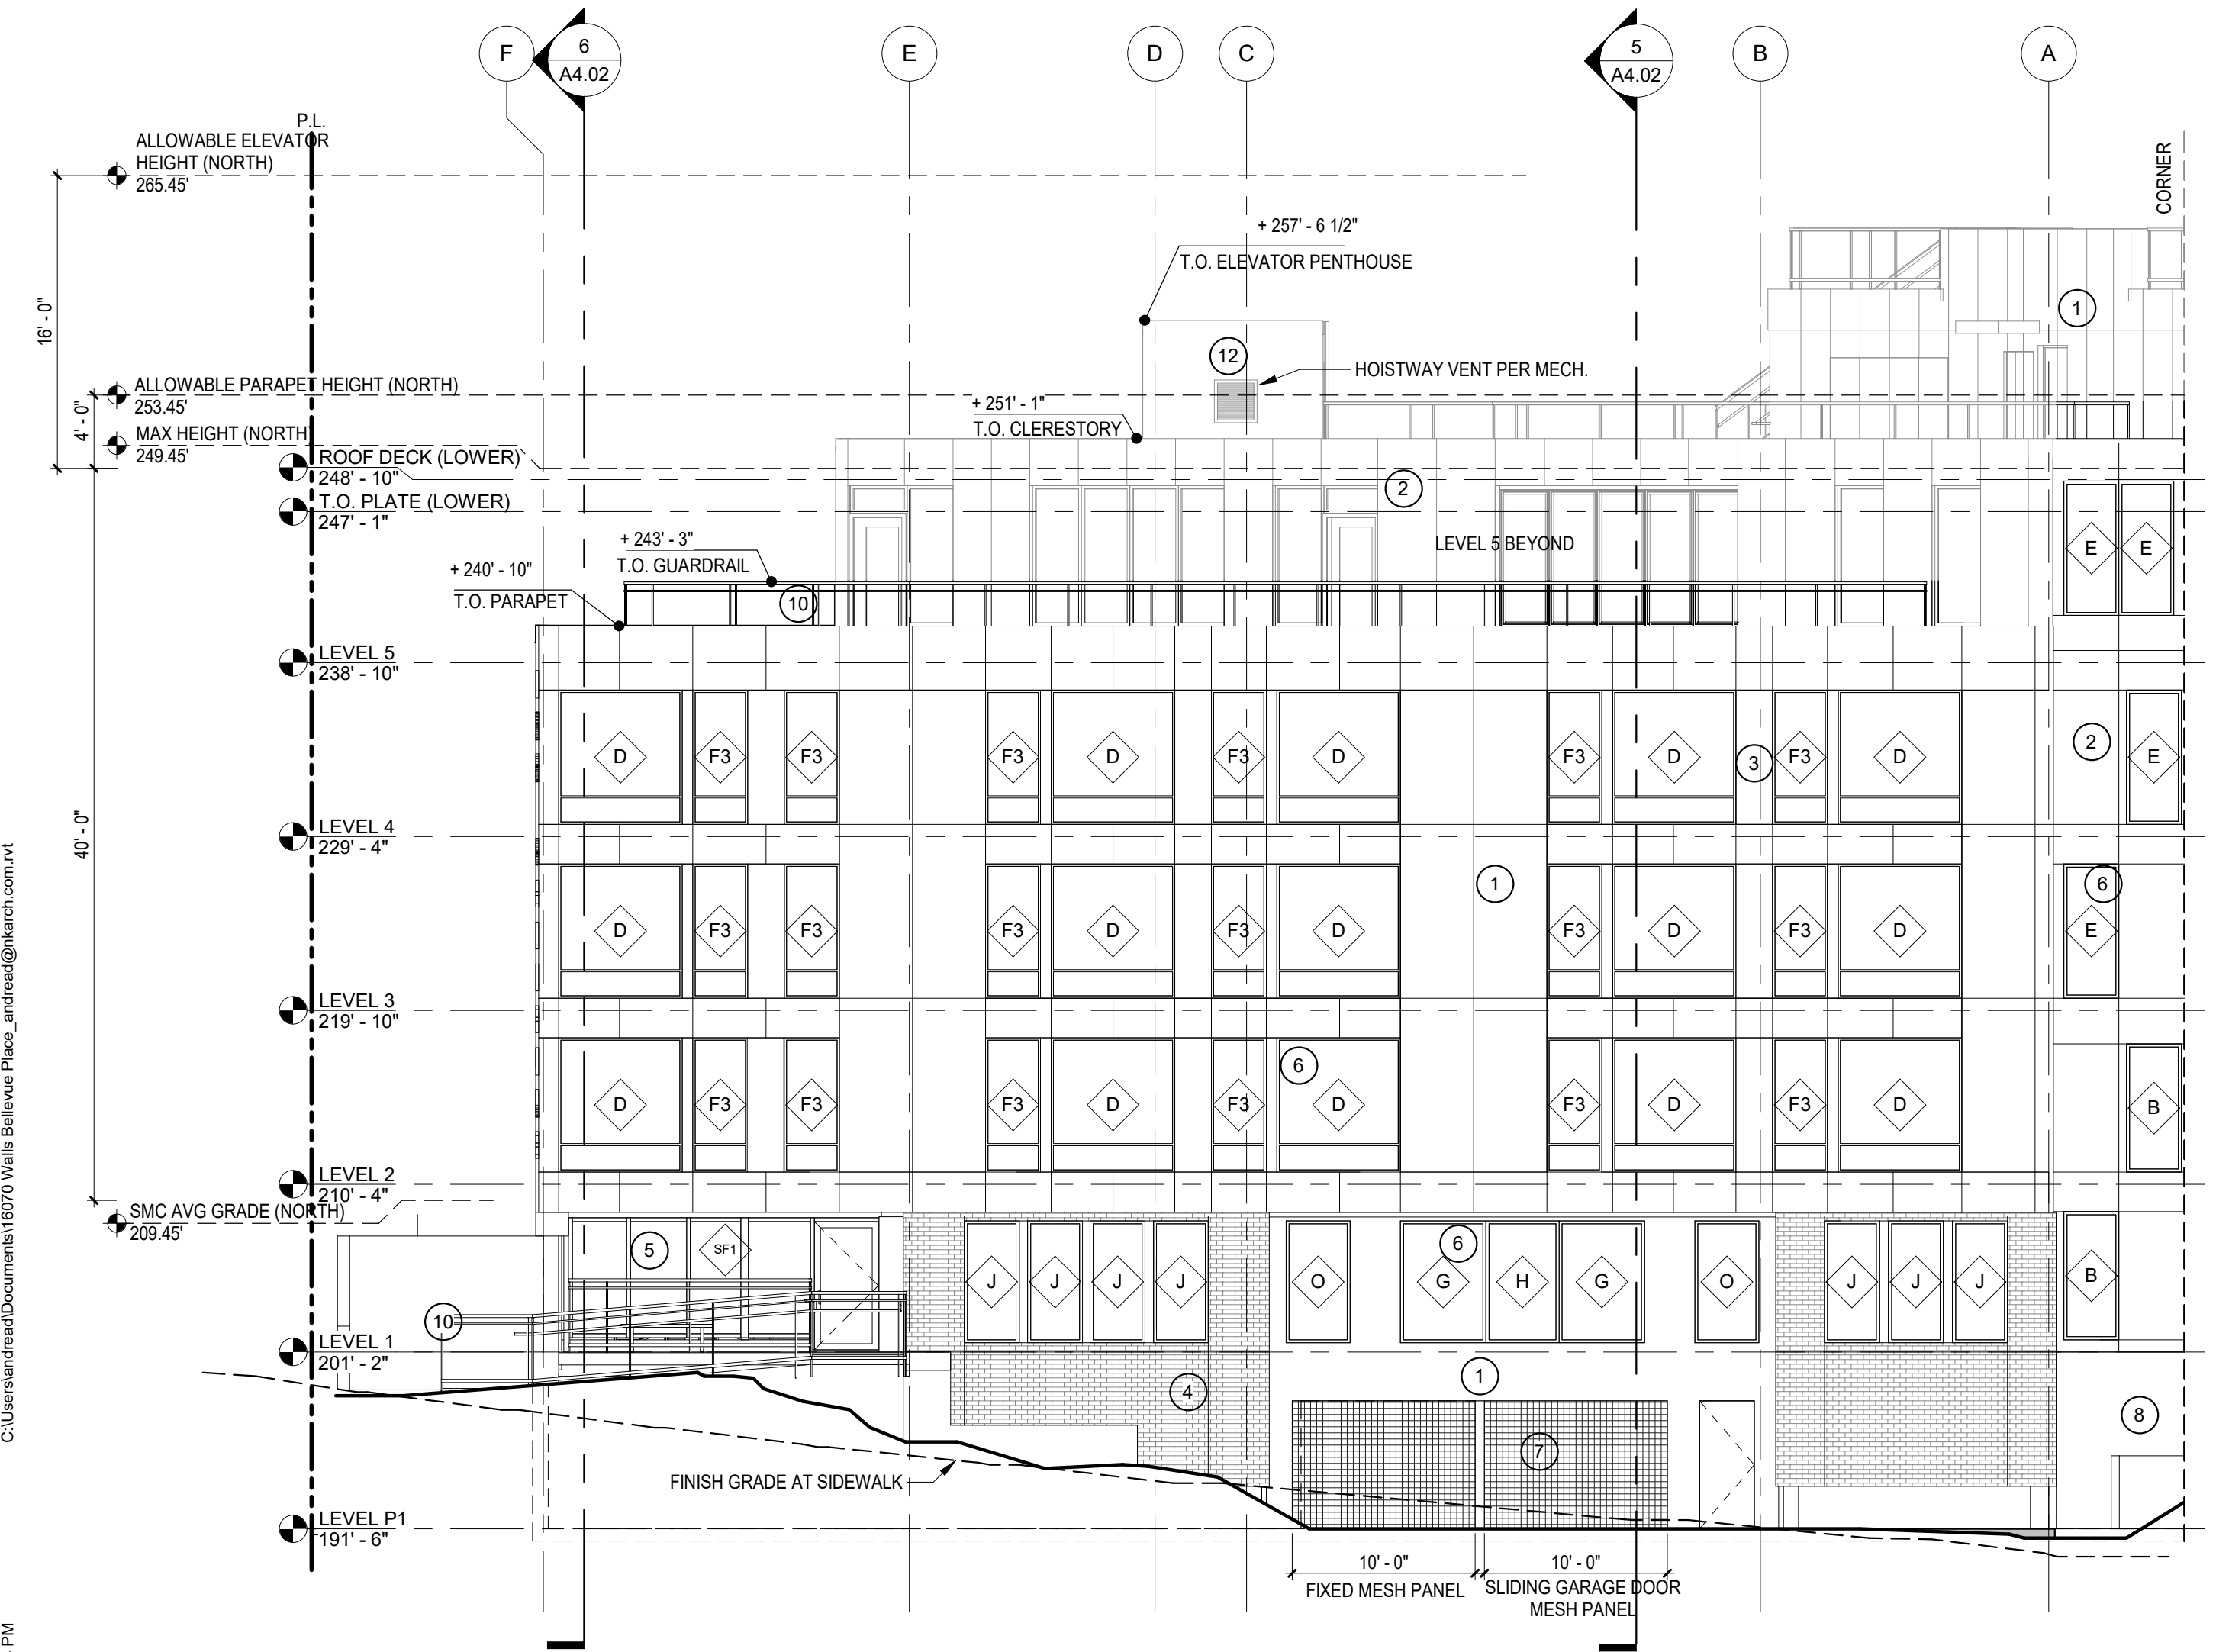 F
6
A4.02
E
D
C
5
A4.02
B
A
P.L.
ALLOWABLE ELEVATOR
HEIGHT (NORTH)
265.45'
CORNER
+ 257' - 6 1/2"
T.O. ELEVATOR PENTHOUSE
16' - 0"
1
12
HOISTWAY VENT PER MECH.
ALLOWABLE PARAPET HEIGHT (NORTH)
253.45'
+ 251' - 1"
T.O. CLERESTORY
4' - 0"
MAX HEIGHT (NORTH)
249.45'
ROOF DECK (LOWER)
248' - 10"
2
T.O. PLATE (LOWER)
247' - 1"
+ 243' - 3"
T.O. GUARDRAIL
LEVEL 5 BEYOND
E
E
+ 240' - 10"
T.O. PARAPET
10
LEVEL 5
238' - 10"
D
F3
F3
F3
D
F3
D
F3
D
3
F3
D
2
E
LEVEL 4
229' - 4"
40' - 0"
1
6
D
F3
F3
F3
D
F3
D
F3
D
F3
D
E
LEVEL 3
219' - 10"
6
D
F3
F3
F3
D
F3
D
F3
D
F3
D
B
LEVEL 2
210' - 4"
SMC AVG GRADE (NORTH)
209.45'
5
SF1
6
J
J
J
J
O
G
H
G
O
J
J
J
B
10
LEVEL 1
201' - 2"
1
4
8
7
FINISH GRADE AT SIDEWALK
LEVEL P1
191' - 6"
10' - 0"
FIXED MESH PANEL
10' - 0"
SLIDING GARAGE DOOR
MESH PANEL
C:\Users\andread\Documents\16070 Walls Bellevue Place_andread@nkarch.com.rvt
PM